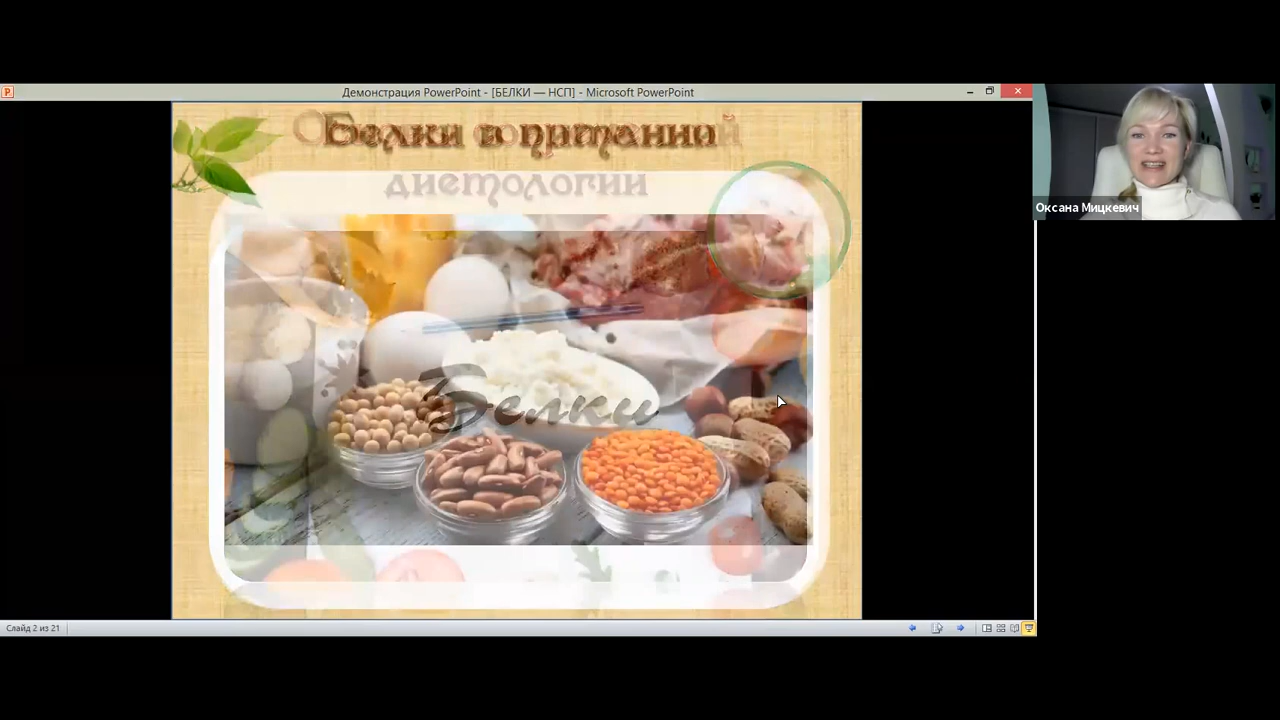 Демонстрация PowerPoint - [БЕЛКИ — НСП] - Microsoft PowerPoint
Белки в питании
диетологии
Белки
Оксана Мицкевич
Слайд 2 из 21